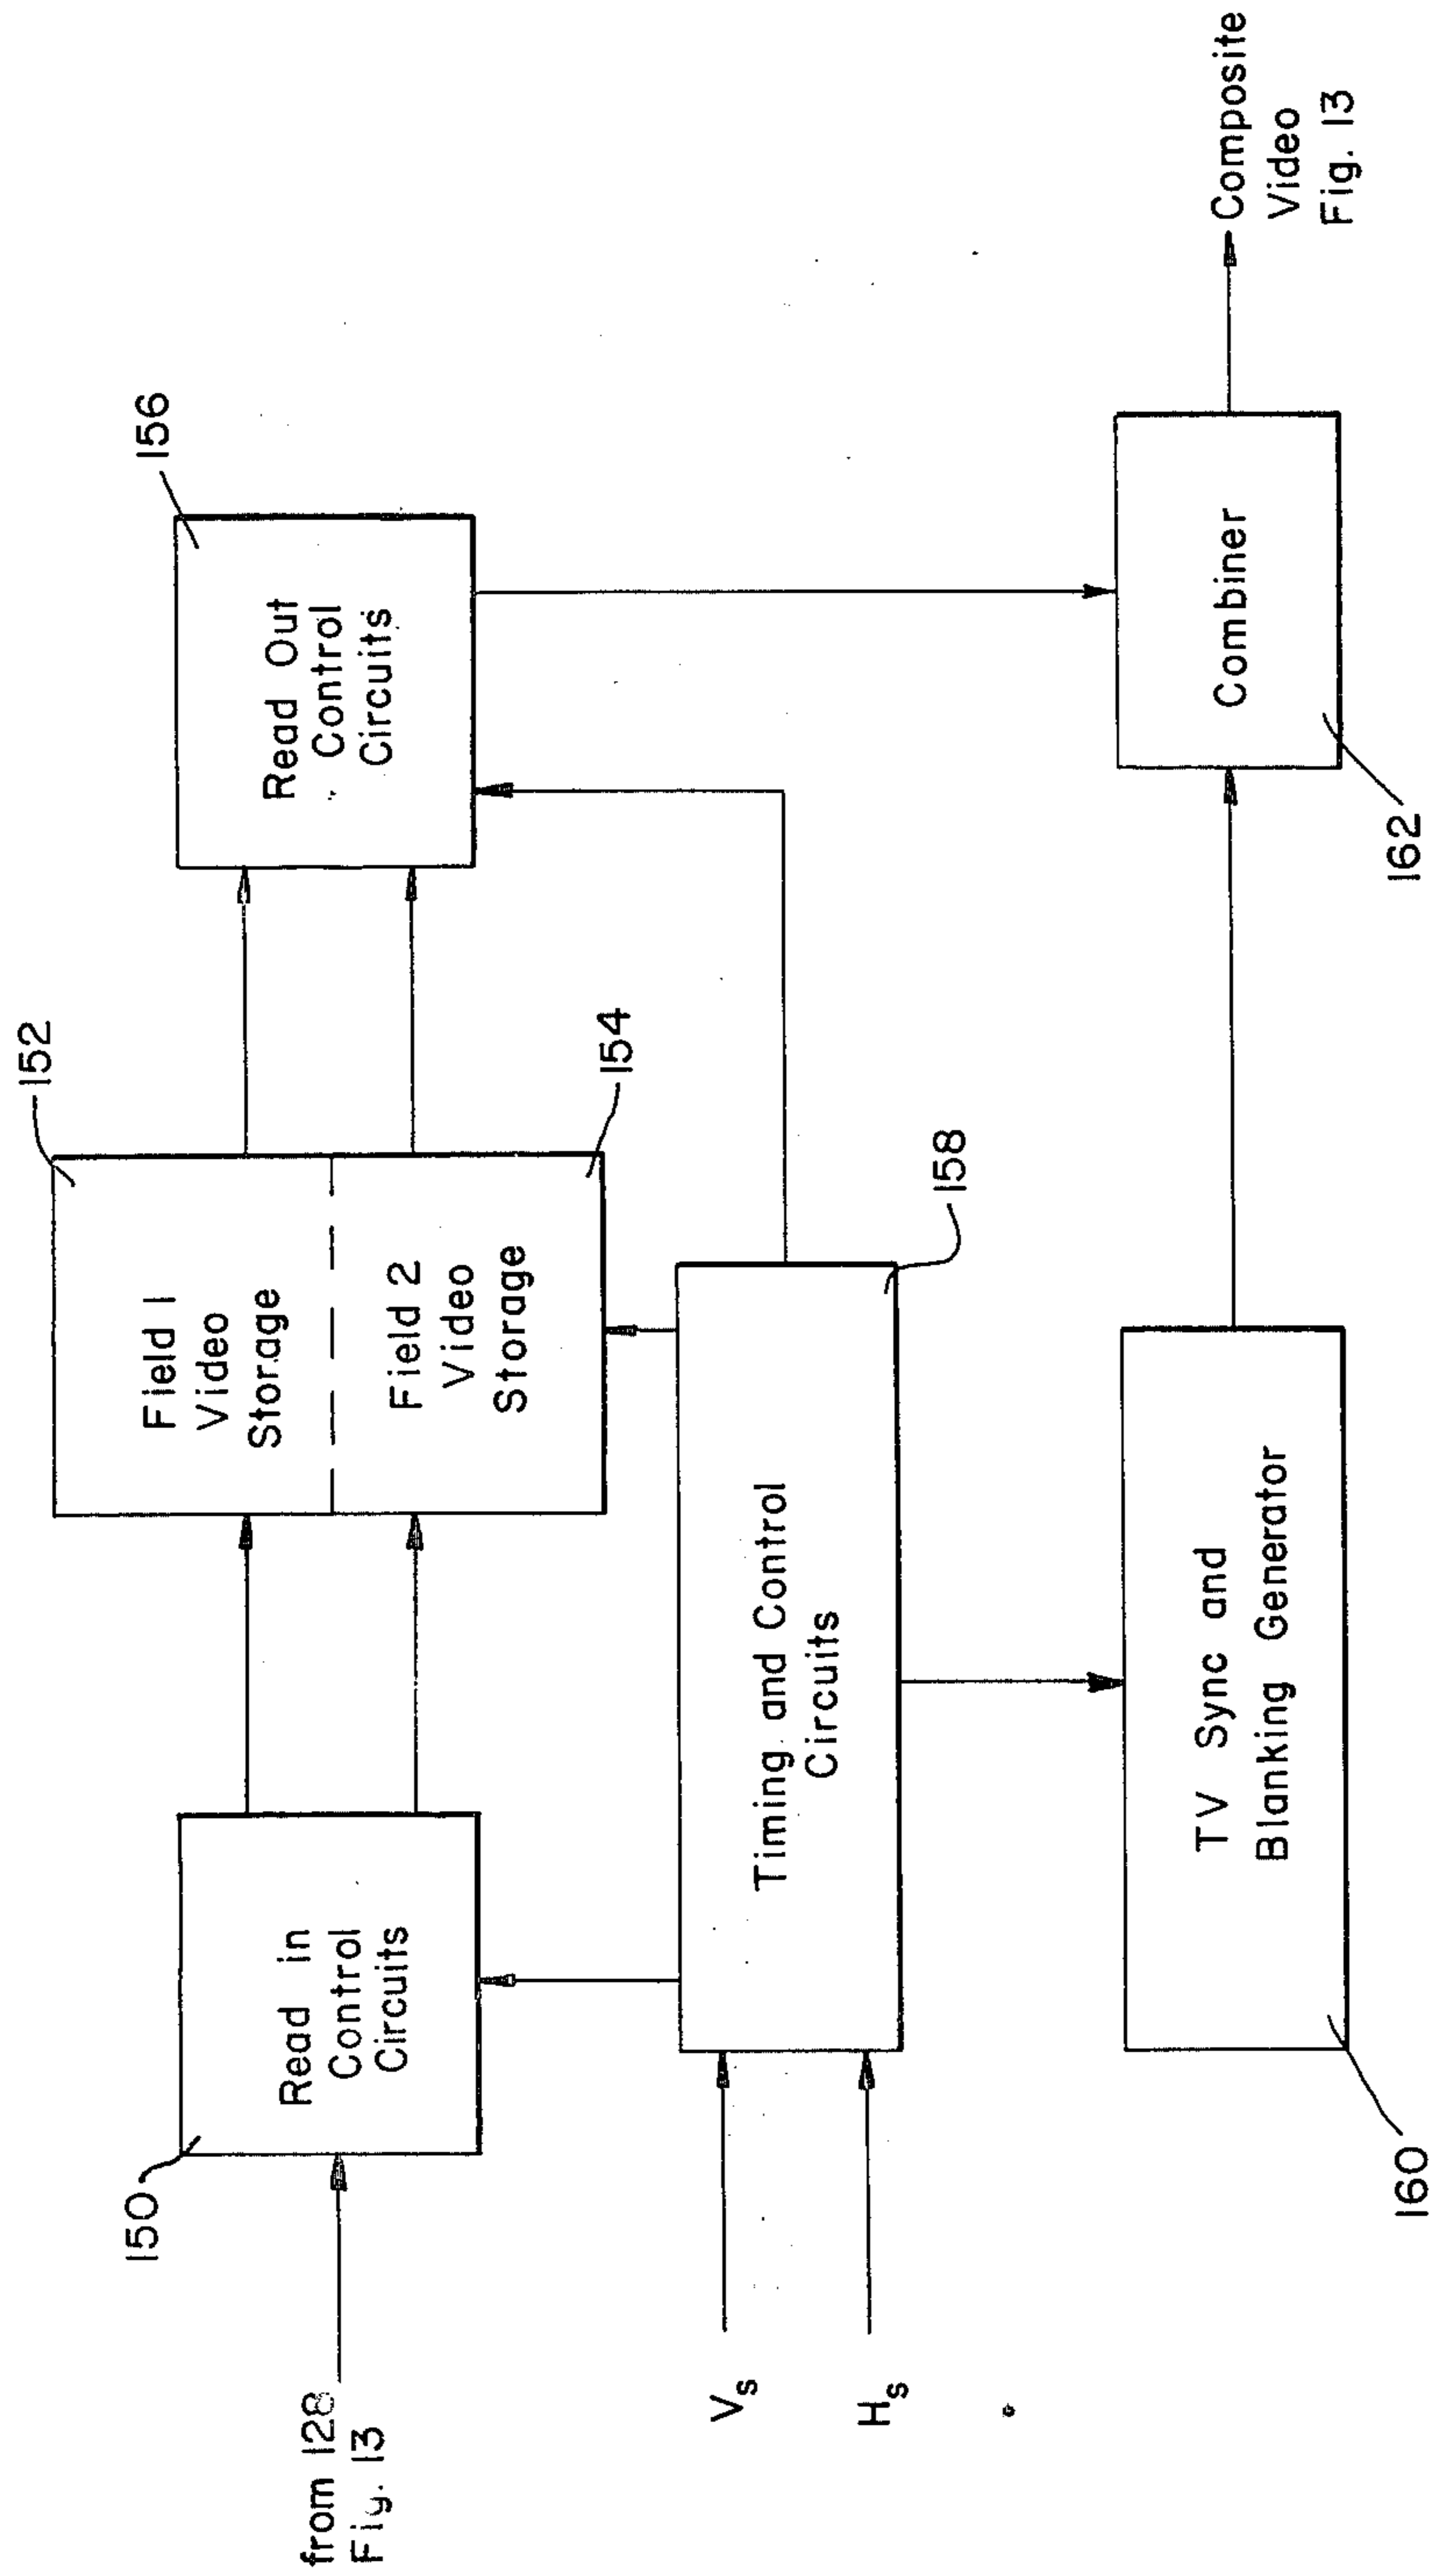 152
Field 1
Video
Storage
154
Field 2
Video
Storage
156
Read Out
Control
Circuits
150
Read in
Control
Circuits
from 128
Fig. 13
158
Timing and Control
Circuits
Vs
Hs
Composite
Video
Fig. 13
Combiner
162
TV Sync and
Blanking Generator
160